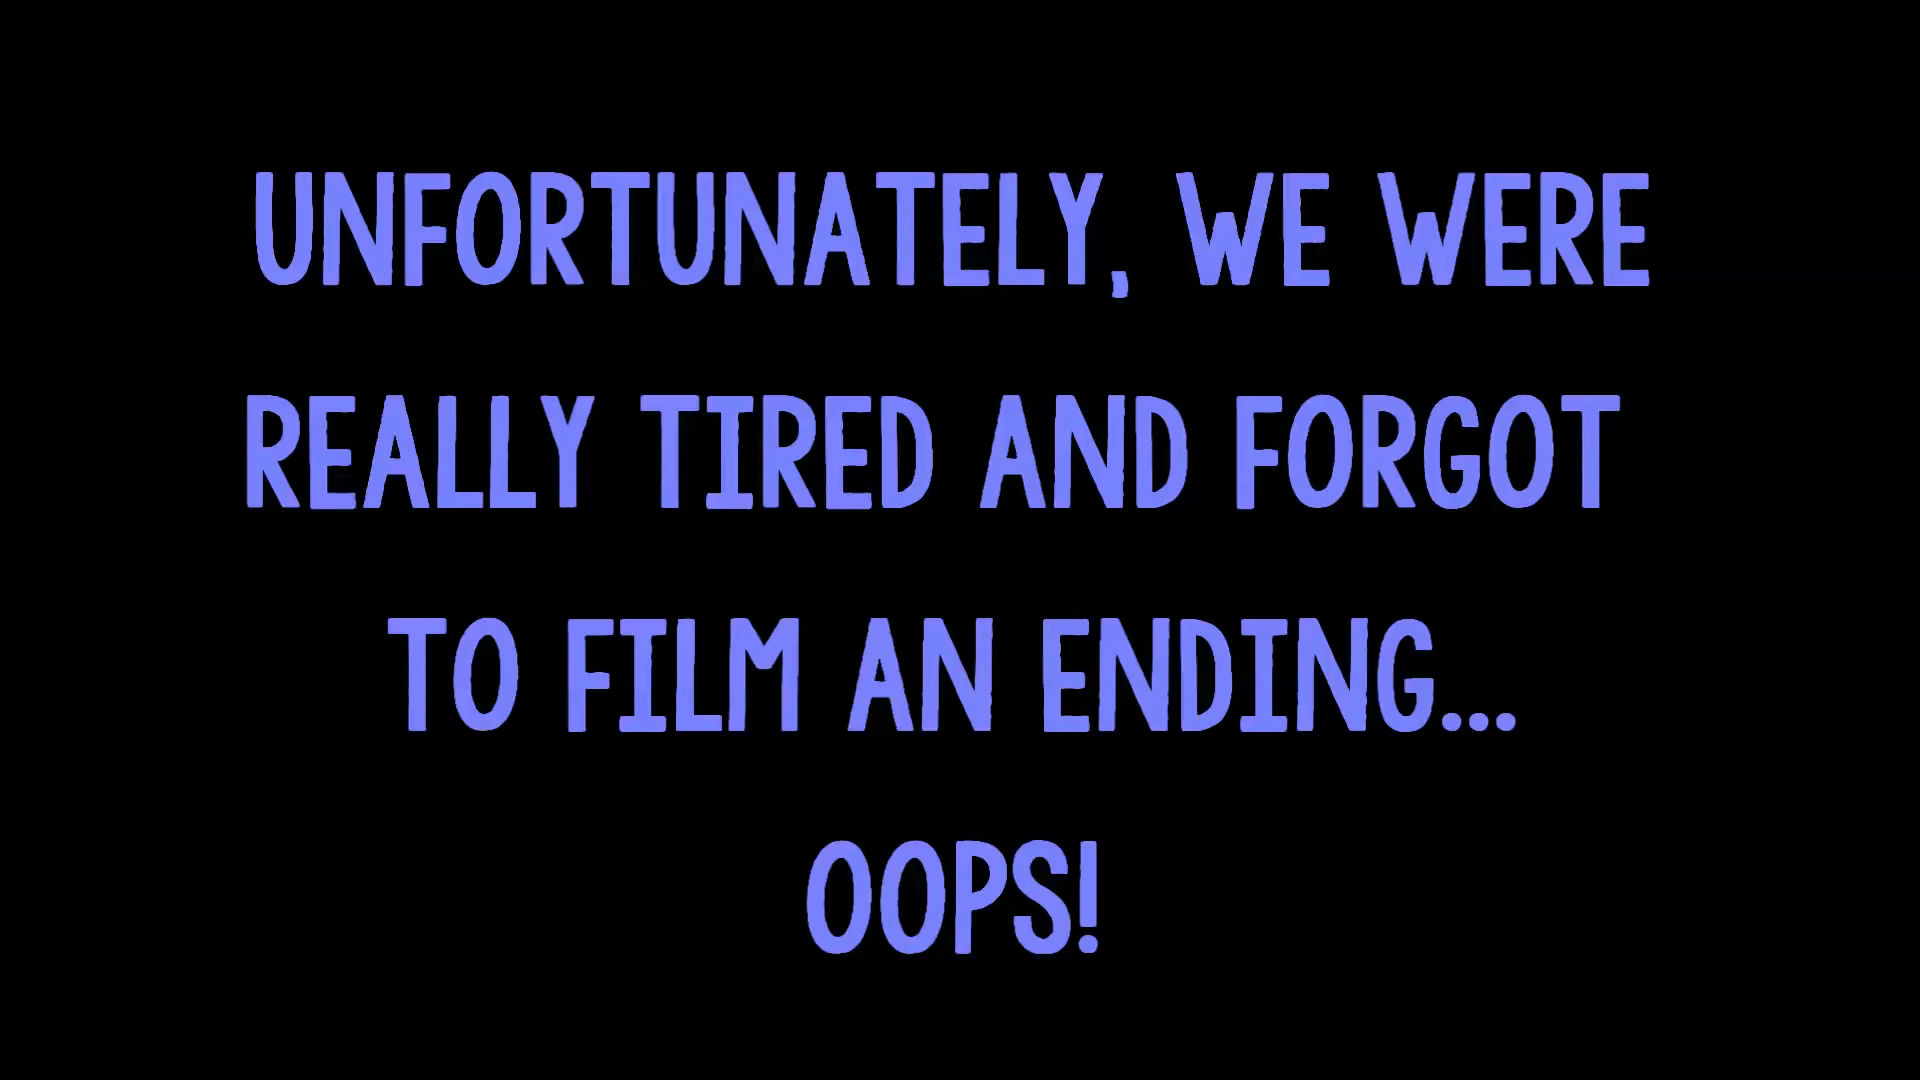 UNFORTUNATELY, WE WERE
REALLY TIRED AND FORGOT
TO FILM AN ENDING...
OOPS!